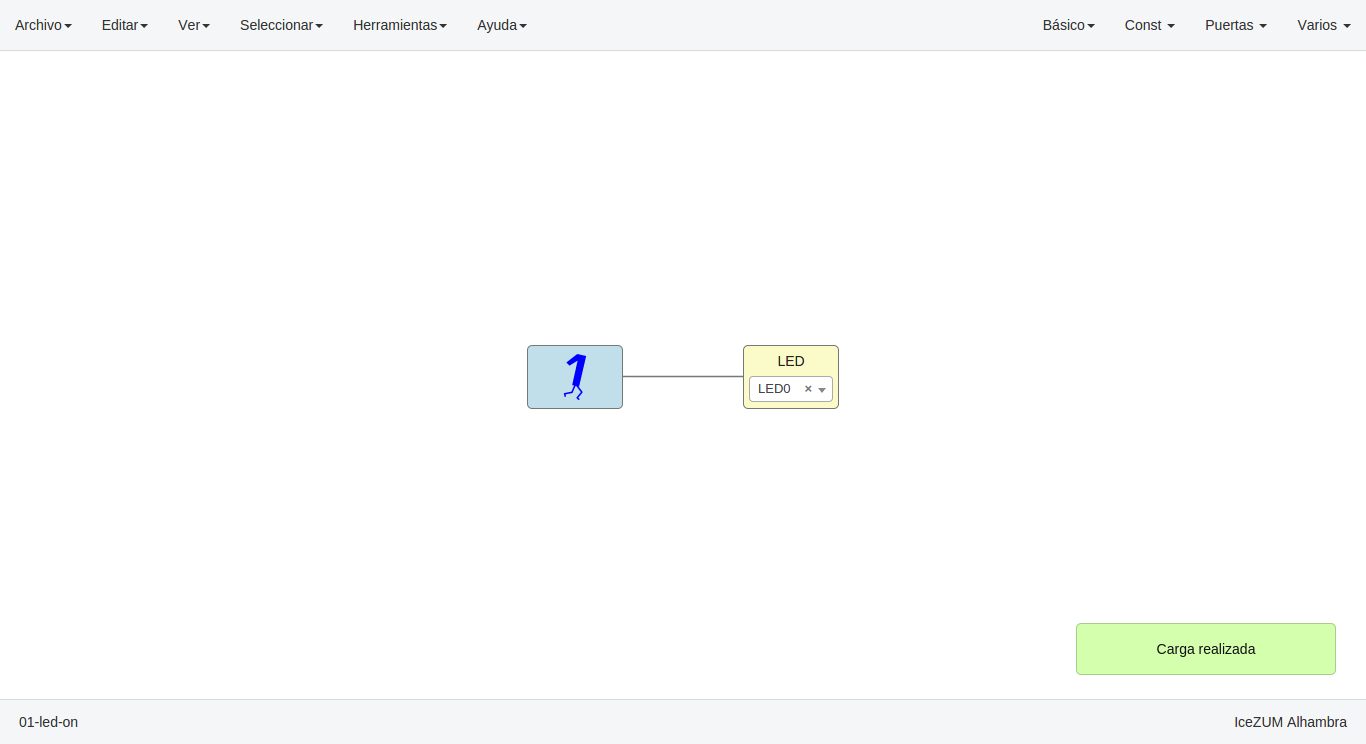 Archivo Editar Ver Seleccionar Herramientas Ayuda Básico Const Puertas Varios
1 LED
LED0 ×
Carga realizada
01-led-on IceZUM Alhambra